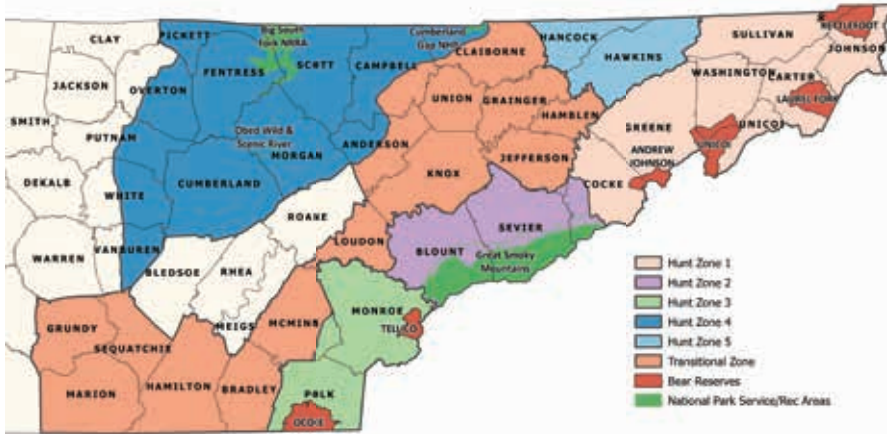 CLAY
PICKETT
Big South
Fork NRRA
Cumberland
Gap NHP
CLAIBORNE
HANCOCK
HAWKINS
SULLIVAN
KETTLEFOOT
JOHNSON
JACKSON
OVERTON
FENTRESS
SCOTT
CAMPBELL
UNION
GRAINGER
HAMBLEN
WASHINGTON
CARTER
LAUREL FORK
SMITH
PUTNAM
Obed Wild &
Scenic River
MORGAN
ANDERSON
GREENE
ANDREW
JOHNSON
UNICOI
UNICOI
DEKALB
WHITE
CUMBERLAND
KNOX
JEFFERSON
COCKE
ROANE
LOUDON
SEVIER
BLOUNT
Great Smoky
Mountains
WARREN
VANBUREN
BLEDSOE
RHEA
MEIGS
MCMINN
MONROE
TELLICO
GRUNDY
SEQUATCHIE
MARION
HAMILTON
BRADLEY
POLK
OCOEE
Hunt Zone 1
Hunt Zone 2
Hunt Zone 3
Hunt Zone 4
Hunt Zone 5
Transitional Zone
Bear Reserves
National Park Service/Rec Areas